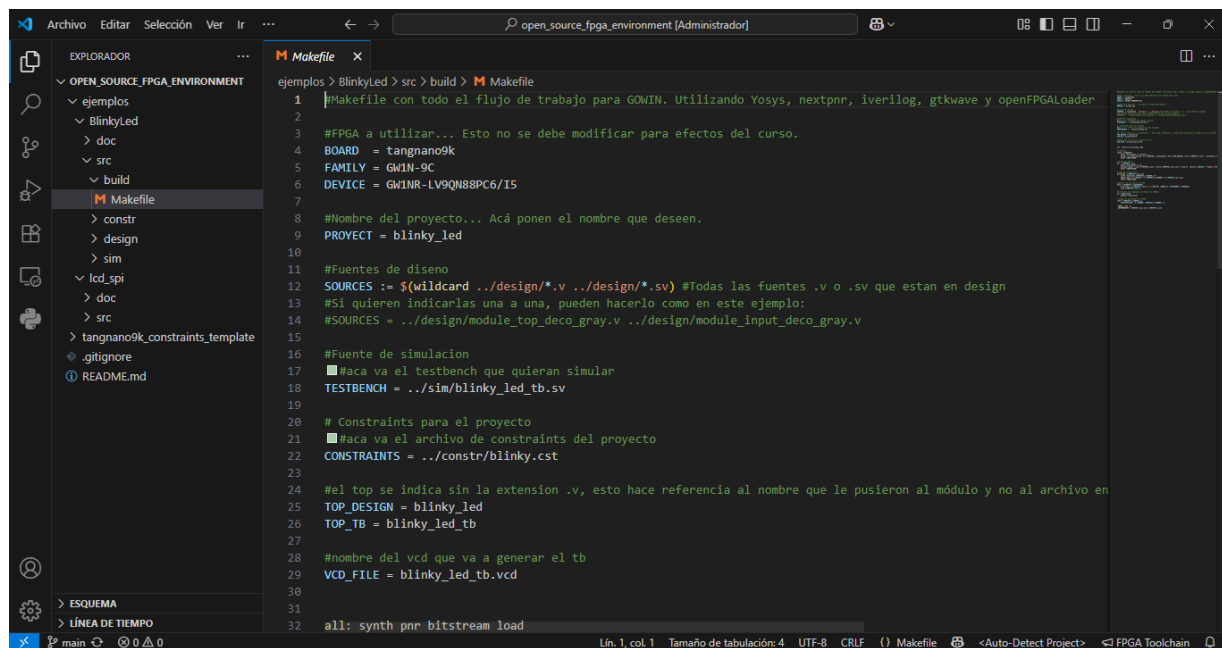 Archivo Editar Selección Ver Ir ··· open_source_fpga_environment [Administrador]
EXPLORADOR ···
OPEN_SOURCE_FPGA_ENVIRONMENT
ejemplos
BlinkyLed
doc
src
build
Makefile
constr
design
sim
lcd_spi
doc
src
tangnano9k_constraints_template
.gitignore
README.md
ESQUEMA
LÍNEA DE TIEMPO
Makefile
ejemplos > BlinkyLed > src > build > Makefile
1 #Makefile con todo el flujo de trabajo para GOWIN. Utilizando Yosys, nextpnr, iverilog, gtkwave y openFPGALoader
2
3 #FPGA a utilizar... Esto no se debe modificar para efectos del curso.
4 BOARD = tangnano9k
5 FAMILY = GW1N-9C
6 DEVICE = GW1NR-LV9QN88PC6/I5
7
8 #Nombre del proyecto... Acá ponen el nombre que deseen.
9 PROYECT = blinky_led
10
11 #Fuentes de diseno
12 SOURCES := $(wildcard ../design/*.v ../design/*.sv) #Todas las fuentes .v o .sv que estan en design
13 #Si quieren indicarlas una a una, pueden hacerlo como en este ejemplo:
14 #SOURCES = ../design/module_top_deco_gray.v ../design/module_input_deco_gray.v
15
16 #Fuente de simulacion
17 #aca va el testbench que quieran simular
18 TESTBENCH = ../sim/blinky_led_tb.sv
19
20 # Constraints para el proyecto
21 #aca va el archivo de constraints del proyecto
22 CONSTRAINTS = ../constr/blinky.cst
23
24 #el top se indica sin la extension .v, esto hace referencia al nombre que le pusieron al módulo y no al archivo en
25 TOP_DESIGN = blinky_led
26 TOP_TB = blinky_led_tb
27
28 #nombre del vcd que va a generar el tb
29 VCD_FILE = blinky_led_tb.vcd
30
31
32 all: synth pnr bitstream load
main 0 0 Lín. 1, col. 1 Tamaño de tabulación: 4 UTF-8 CRLF {} Makefile <Auto-Detect Project> FPGA Toolchain